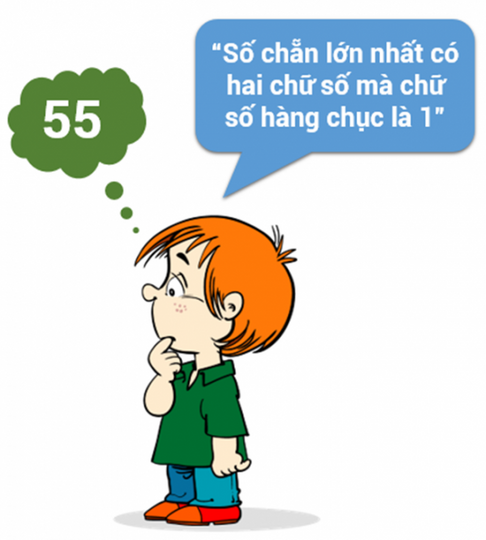 “Số chẵn lớn nhất có
hai chữ số mà chữ
số hàng chục là 1”
55